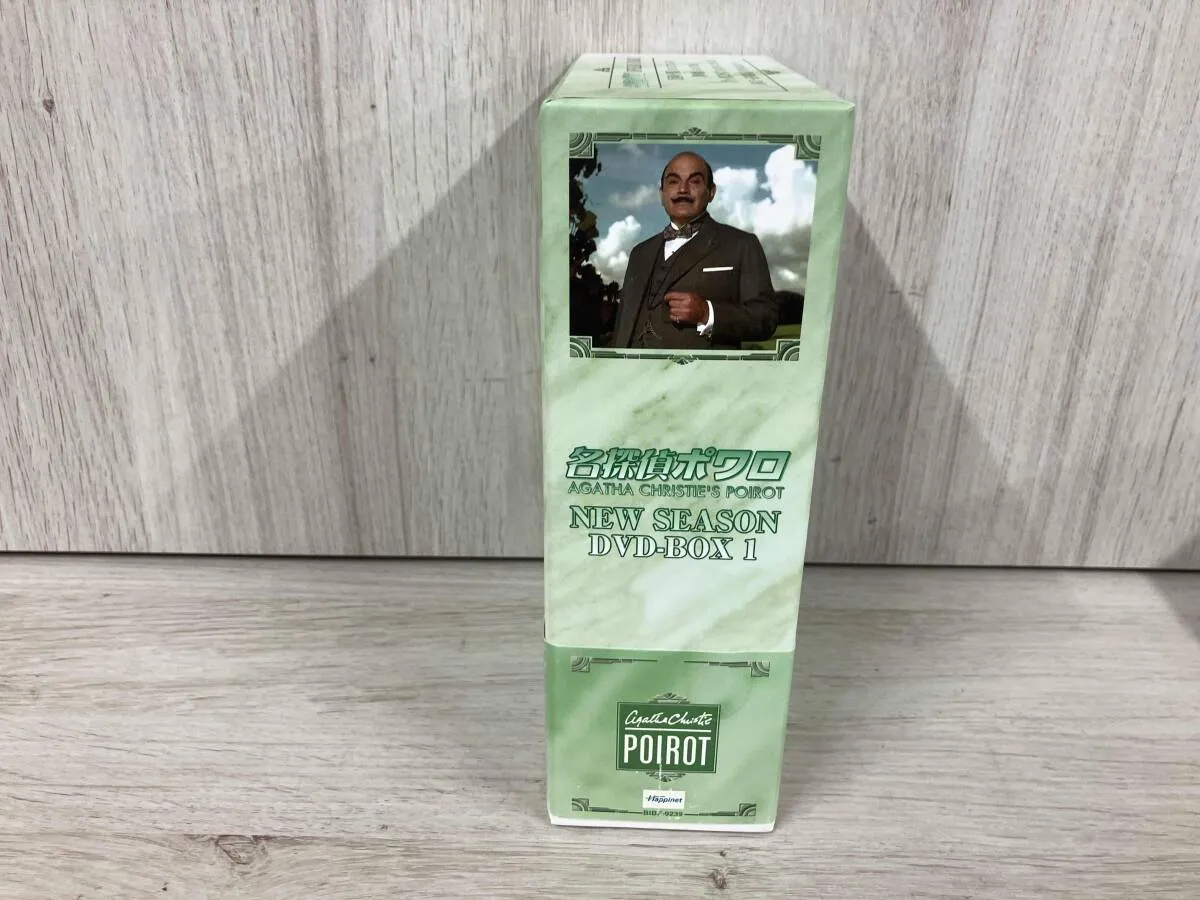 名探偵ポワロ
AGATHA CHRISTIE'S POIROT
NEW SEASON
DVD-BOX 1
Agatha Christie
POIROT
Happinet